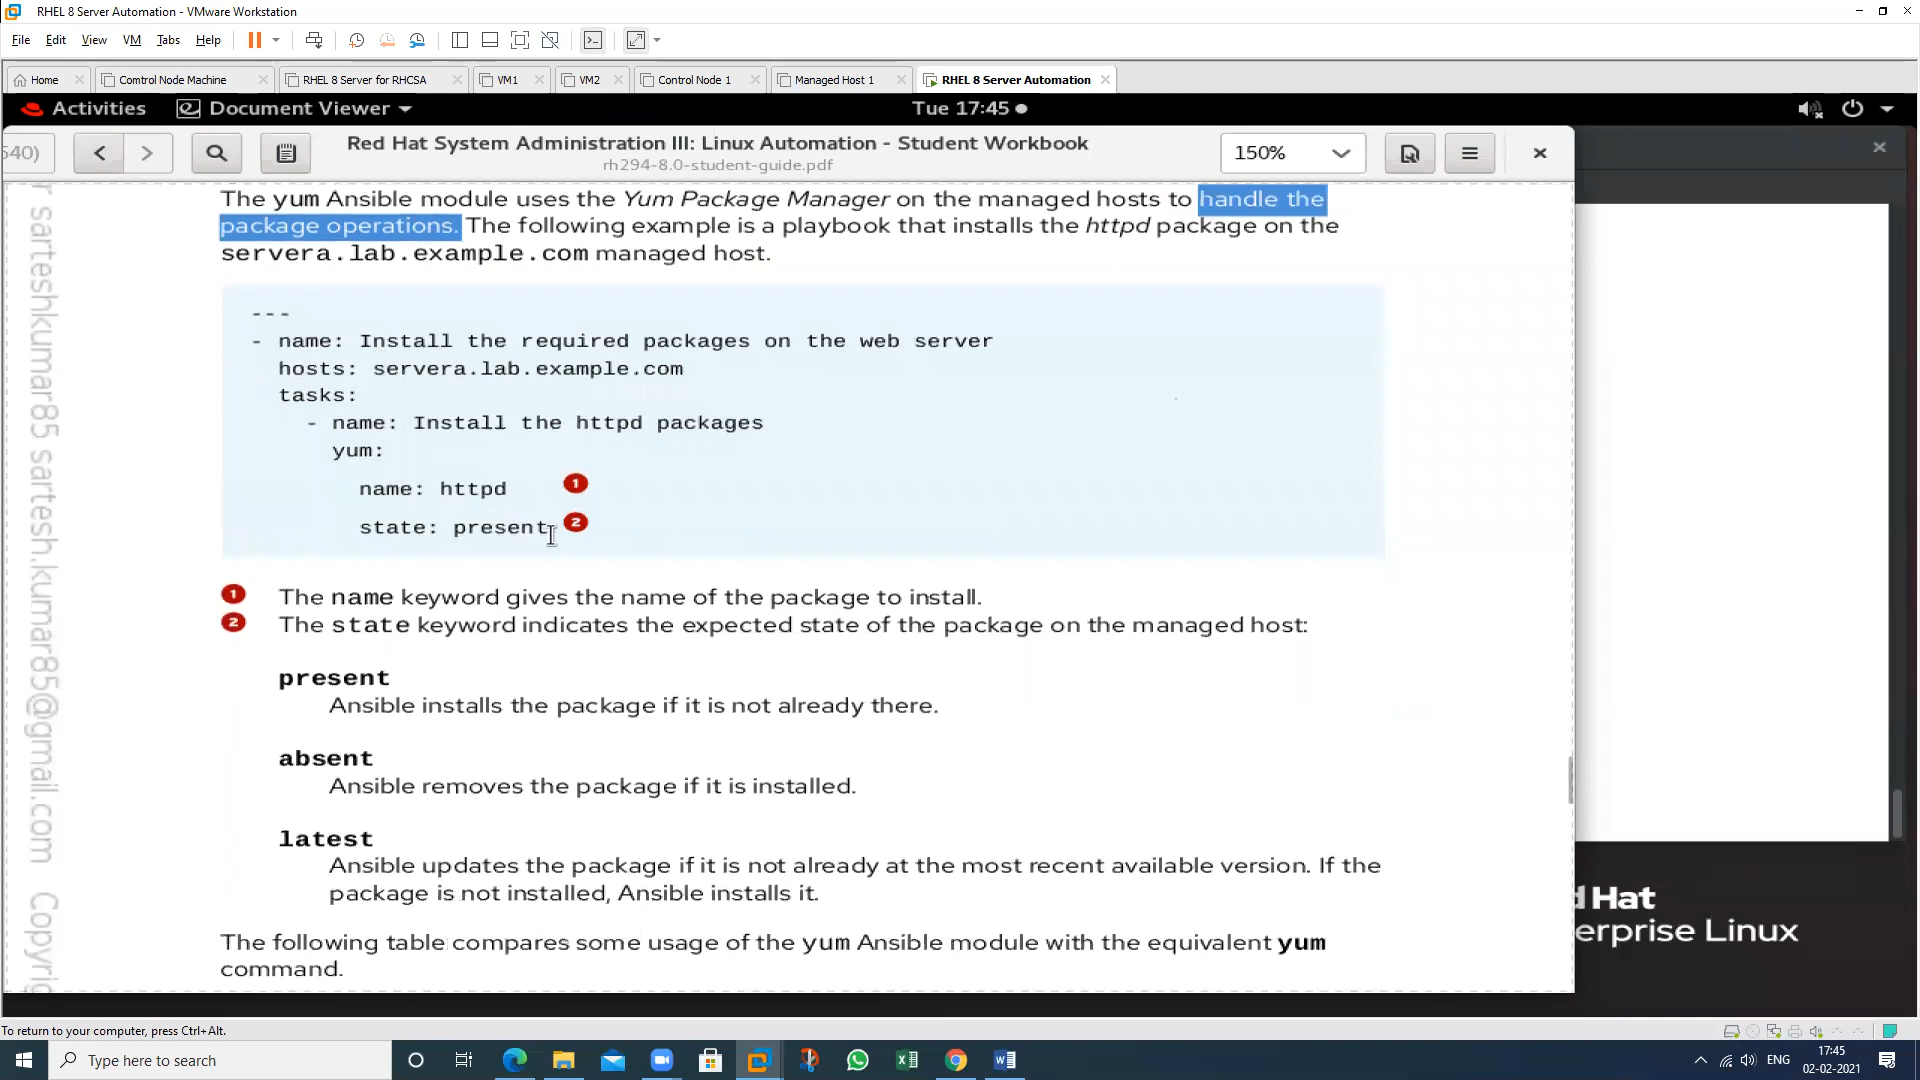 RHEL 8 Server Automation - VMware Workstation
File Edit View VM Tabs Help
Home Comtrol Node Machine RHEL 8 Server for RHCSA VM1 VM2 Control Node 1 Managed Host 1 RHEL 8 Server Automation
Activities Document Viewer Tue 17:45
540) Red Hat System Administration III: Linux Automation - Student Workbook 150%
rh294-8.0-student-guide.pdf
The yum Ansible module uses the Yum Package Manager on the managed hosts to handle the
package operations. The following example is a playbook that installs the httpd package on the
servera.lab.example.com managed host.
---
- name: Install the required packages on the web server
hosts: servera.lab.example.com
tasks:
- name: Install the httpd packages
yum:
name: httpd 1
state: present 2
1 The name keyword gives the name of the package to install.
2 The state keyword indicates the expected state of the package on the managed host:
present
Ansible installs the package if it is not already there.
absent
Ansible removes the package if it is installed.
latest
Ansible updates the package if it is not already at the most recent available version. If the
package is not installed, Ansible installs it.
The following table compares some usage of the yum Ansible module with the equivalent yum
command.
r sarteshkumar85 sartesh.kumar85@gmail.com Copyri
d Hat
erprise Linux
To return to your computer, press Ctrl+Alt.
Type here to search
ENG
17:45
02-02-2021